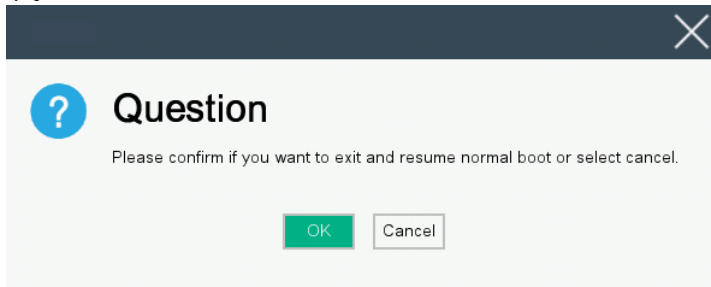 ?
Question
Please confirm if you want to exit and resume normal boot or select cancel.
OK
Cancel